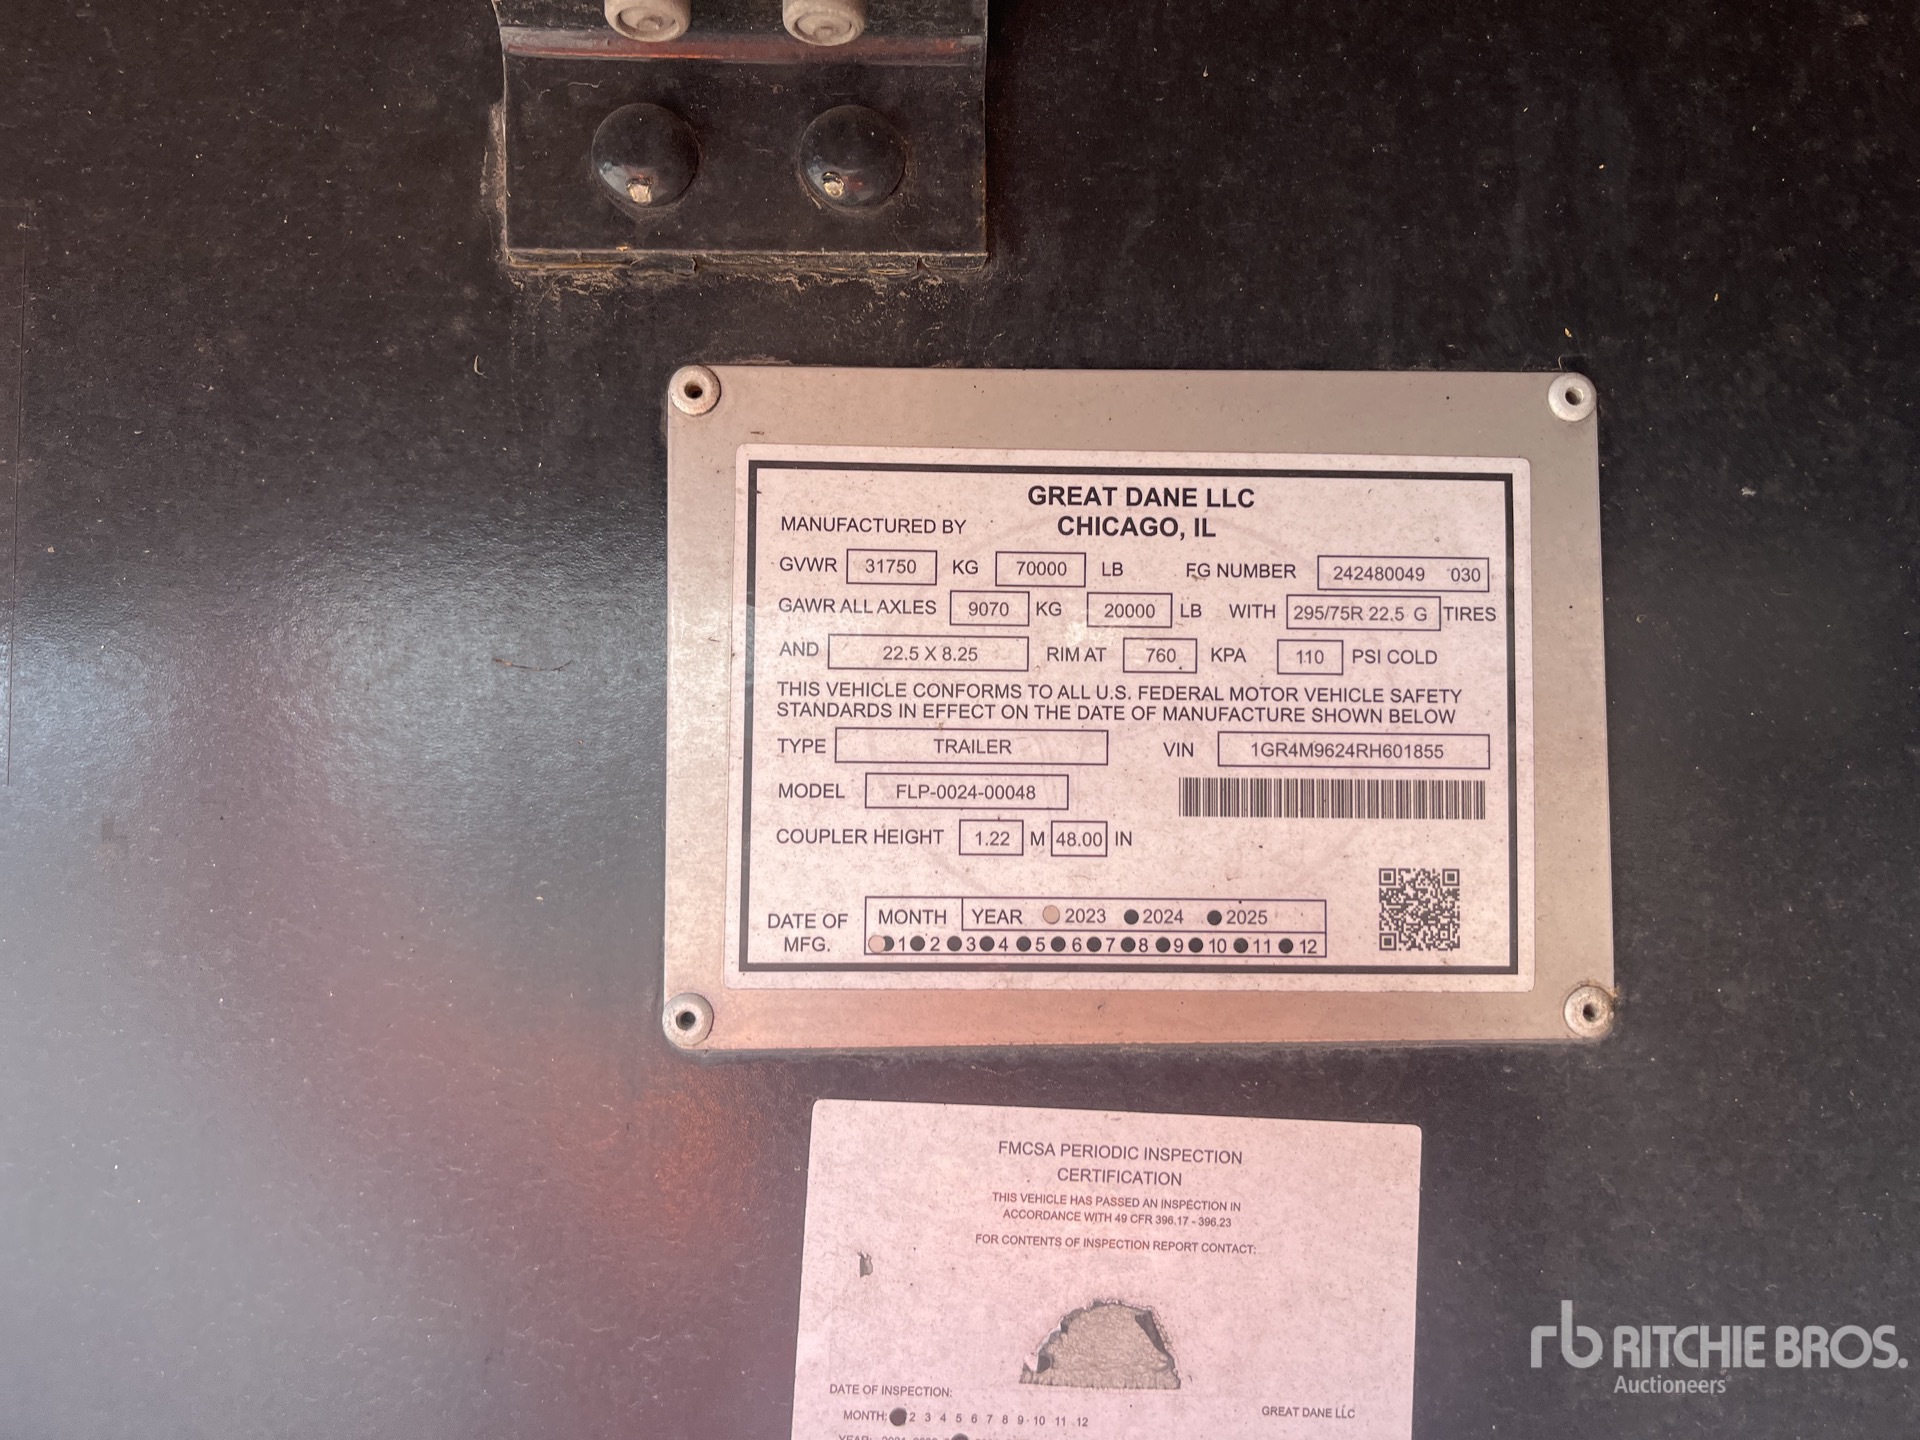 GREAT DANE LLC
MANUFACTURED BY CHICAGO, IL
GVWR 31750 KG 70000 LB FG NUMBER 242480049 030
GAWR ALL AXLES 9070 KG 20000 LB WITH 295/75R 22.5 G TIRES
AND 22.5 X 8.25 RIM AT 760 KPA 110 PSI COLD
THIS VEHICLE CONFORMS TO ALL U.S. FEDERAL MOTOR VEHICLE SAFETY
STANDARDS IN EFFECT ON THE DATE OF MANUFACTURE SHOWN BELOW
TYPE TRAILER VIN 1GR4M9624RH601855
MODEL FLP-0024-00048
COUPLER HEIGHT 1.22 M 48.00 IN
DATE OF MFG. MONTH YEAR 2023 2024 2025
1 2 3 4 5 6 7 8 9 10 11 12
FMCSA PERIODIC INSPECTION
CERTIFICATION
THIS VEHICLE HAS PASSED AN INSPECTION IN
ACCORDANCE WITH 49 CFR 396.17 - 396.23
FOR CONTENTS OF INSPECTION REPORT CONTACT:
DATE OF INSPECTION:
MONTH: 2 3 4 5 6 7 8 9 10 11 12 GREAT DANE LLC
rb RITCHIE BROS.
Auctioneers